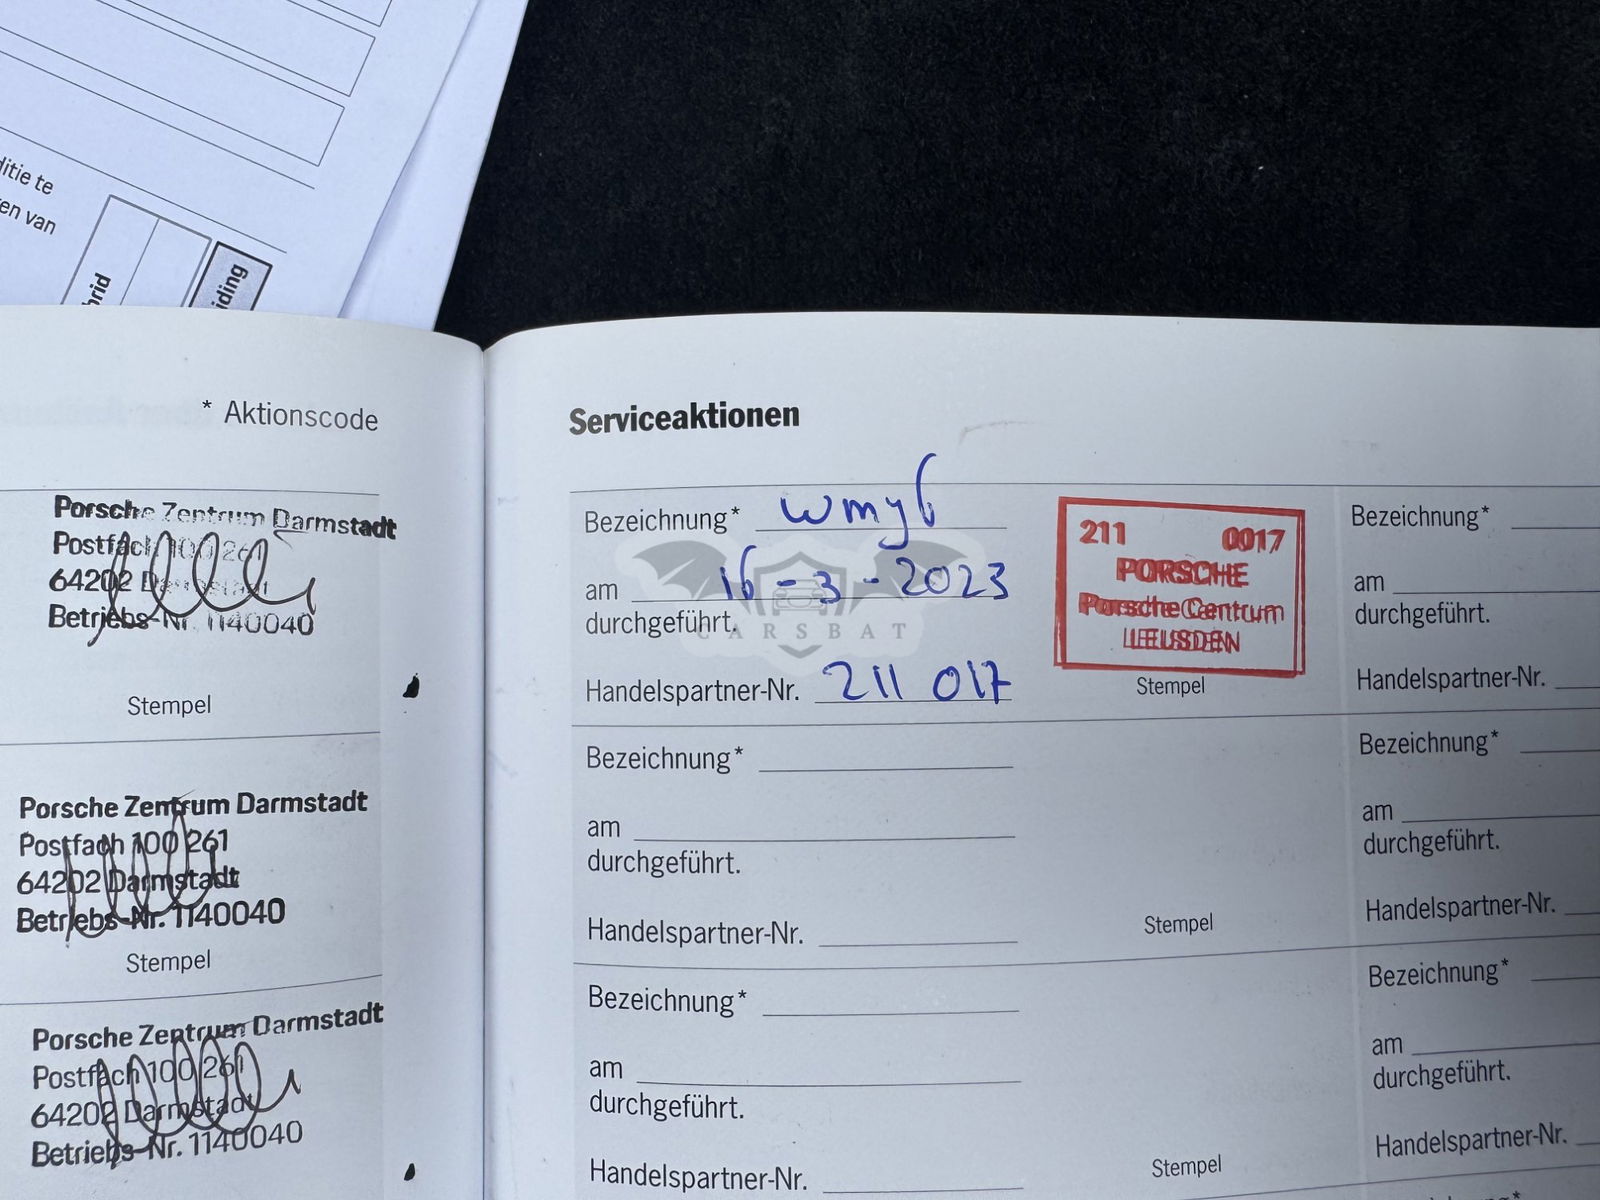 ditie te
en van
brid
iding
* Aktionscode
Porsche Zentrum Darmstadt
Postfach 100 261
64202 Darmstadt
Betriebs-Nr. 1140040
Stempel
Porsche Zentrum Darmstadt
Postfach 100 261
64202 Darmstadt
Betriebs-Nr. 1140040
Stempel
Porsche Zentrum Darmstadt
Postfach 100 261
64202 Darmstadt
Betriebs-Nr. 1140040
Serviceaktionen
Bezeichnung* wmy6
am 16-3-2023
durchgeführt.
CARSBAT
Handelspartner-Nr. 211 017
211 0017
PORSCHE
Porsche Centrum
LEUSDEN
Stempel
Bezeichnung*
am
durchgeführt.
Handelspartner-Nr.
Stempel
Bezeichnung*
am
durchgeführt.
Handelspartner-Nr.
Stempel
Bezeichnung*
am
durchgeführt.
Handelspartner-Nr.
Bezeichnung*
am
durchgeführt.
Handelspartner-Nr.
Bezeichnung*
am
durchgeführt.
Handelspartner-Nr.